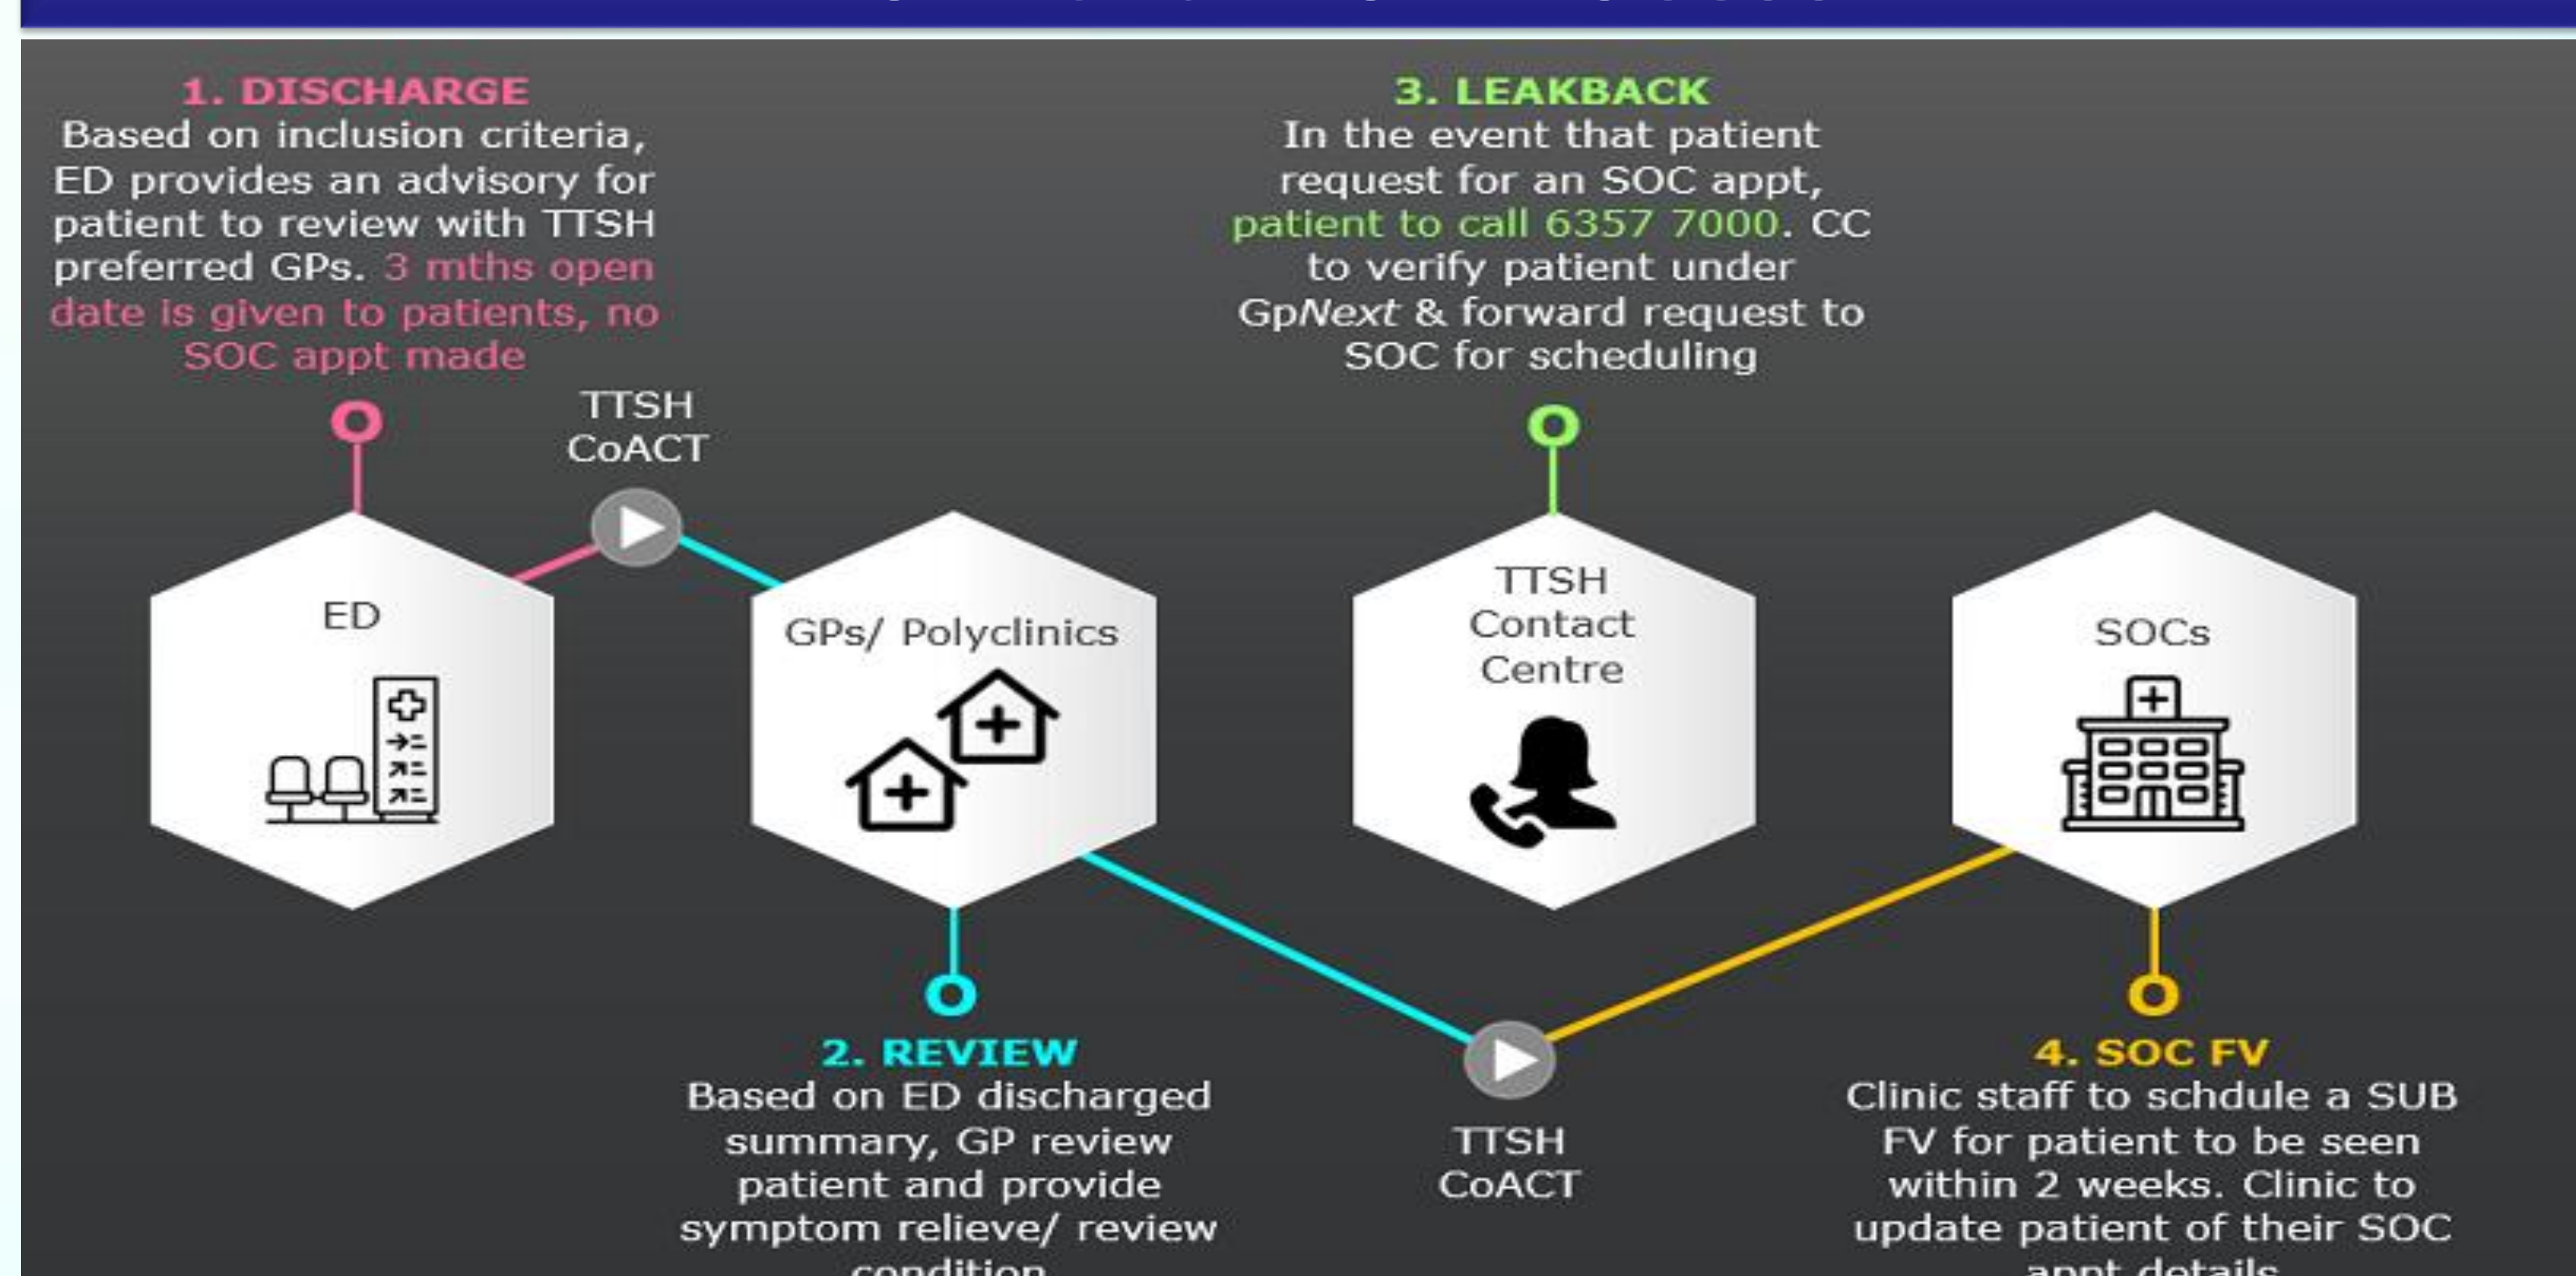 1. DISCHARGE
Based on inclusion criteria,
ED provides an advisory for
patient to review with TTSH
preferred GPs. 3 mths open
date is given to patients, no
SOC appt made
TTSH
CoACT
ED
GPs/ Polyclinics
2. REVIEW
Based on ED discharged
summary, GP review
patient and provide
symptom relieve/ review
condition
3. LEAKBACK
In the event that patient
request for an SOC appt,
patient to call 6357 7000. CC
to verify patient under
GpNext & forward request to
SOC for scheduling
TTSH
Contact
Centre
TTSH
CoACT
SOCs
4. SOC FV
Clinic staff to schdule a SUB
FV for patient to be seen
within 2 weeks. Clinic to
update patient of their SOC
appt details